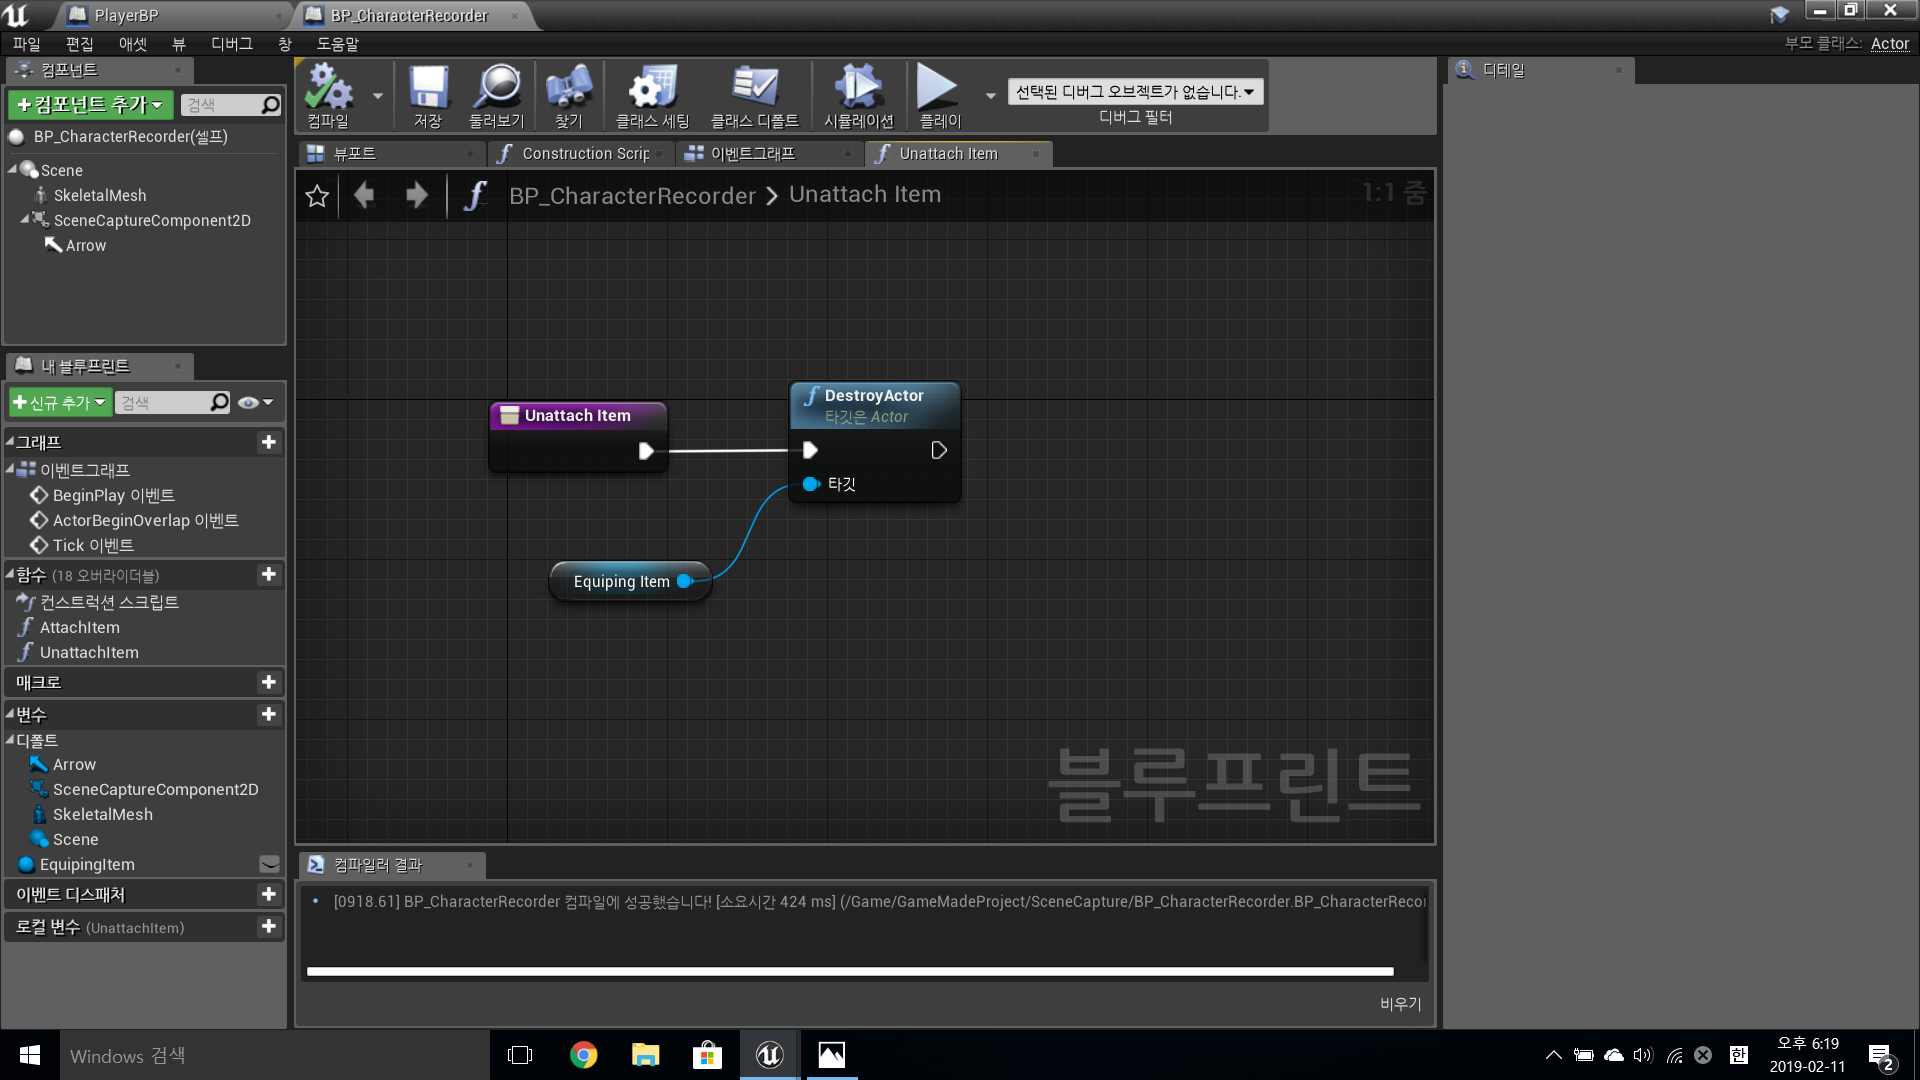 PlayerBP
BP_CharacterRecorder
파일 편집 애셋 뷰 디버그 창 도움말
부모 클래스: Actor
컴포넌트
+컴포넌트 추가
검색
BP_CharacterRecorder(셀프)
Scene
SkeletalMesh
SceneCaptureComponent2D
Arrow
내 블루프린트
+신규 추가
검색
그래프
이벤트그래프
BeginPlay 이벤트
ActorBeginOverlap 이벤트
Tick 이벤트
함수 (18 오버라이더블)
컨스트럭션 스크립트
AttachItem
UnattachItem
매크로
변수
디폴트
Arrow
SceneCaptureComponent2D
SkeletalMesh
Scene
EquipingItem
이벤트 디스패처
로컬 변수 (UnattachItem)
컴파일 저장 둘러보기 찾기 클래스 세팅 클래스 디폴트 시뮬레이션 플레이
선택된 디버그 오브젝트가 없습니다.
디버그 필터
뷰포트
Construction Scrip
이벤트그래프
Unattach Item
BP_CharacterRecorder > Unattach Item
1:1 줌
Unattach Item
DestroyActor
타깃은 Actor
타깃
Equiping Item
블루프린트
컴파일러 결과
[0918.61] BP_CharacterRecorder 컴파일에 성공했습니다! [소요시간 424 ms] (/Game/GameMadeProject/SceneCapture/BP_CharacterRecorder.BP_CharacterRecor
비우기
디테일
Windows 검색
한
오후 6:19
2019-02-11
2